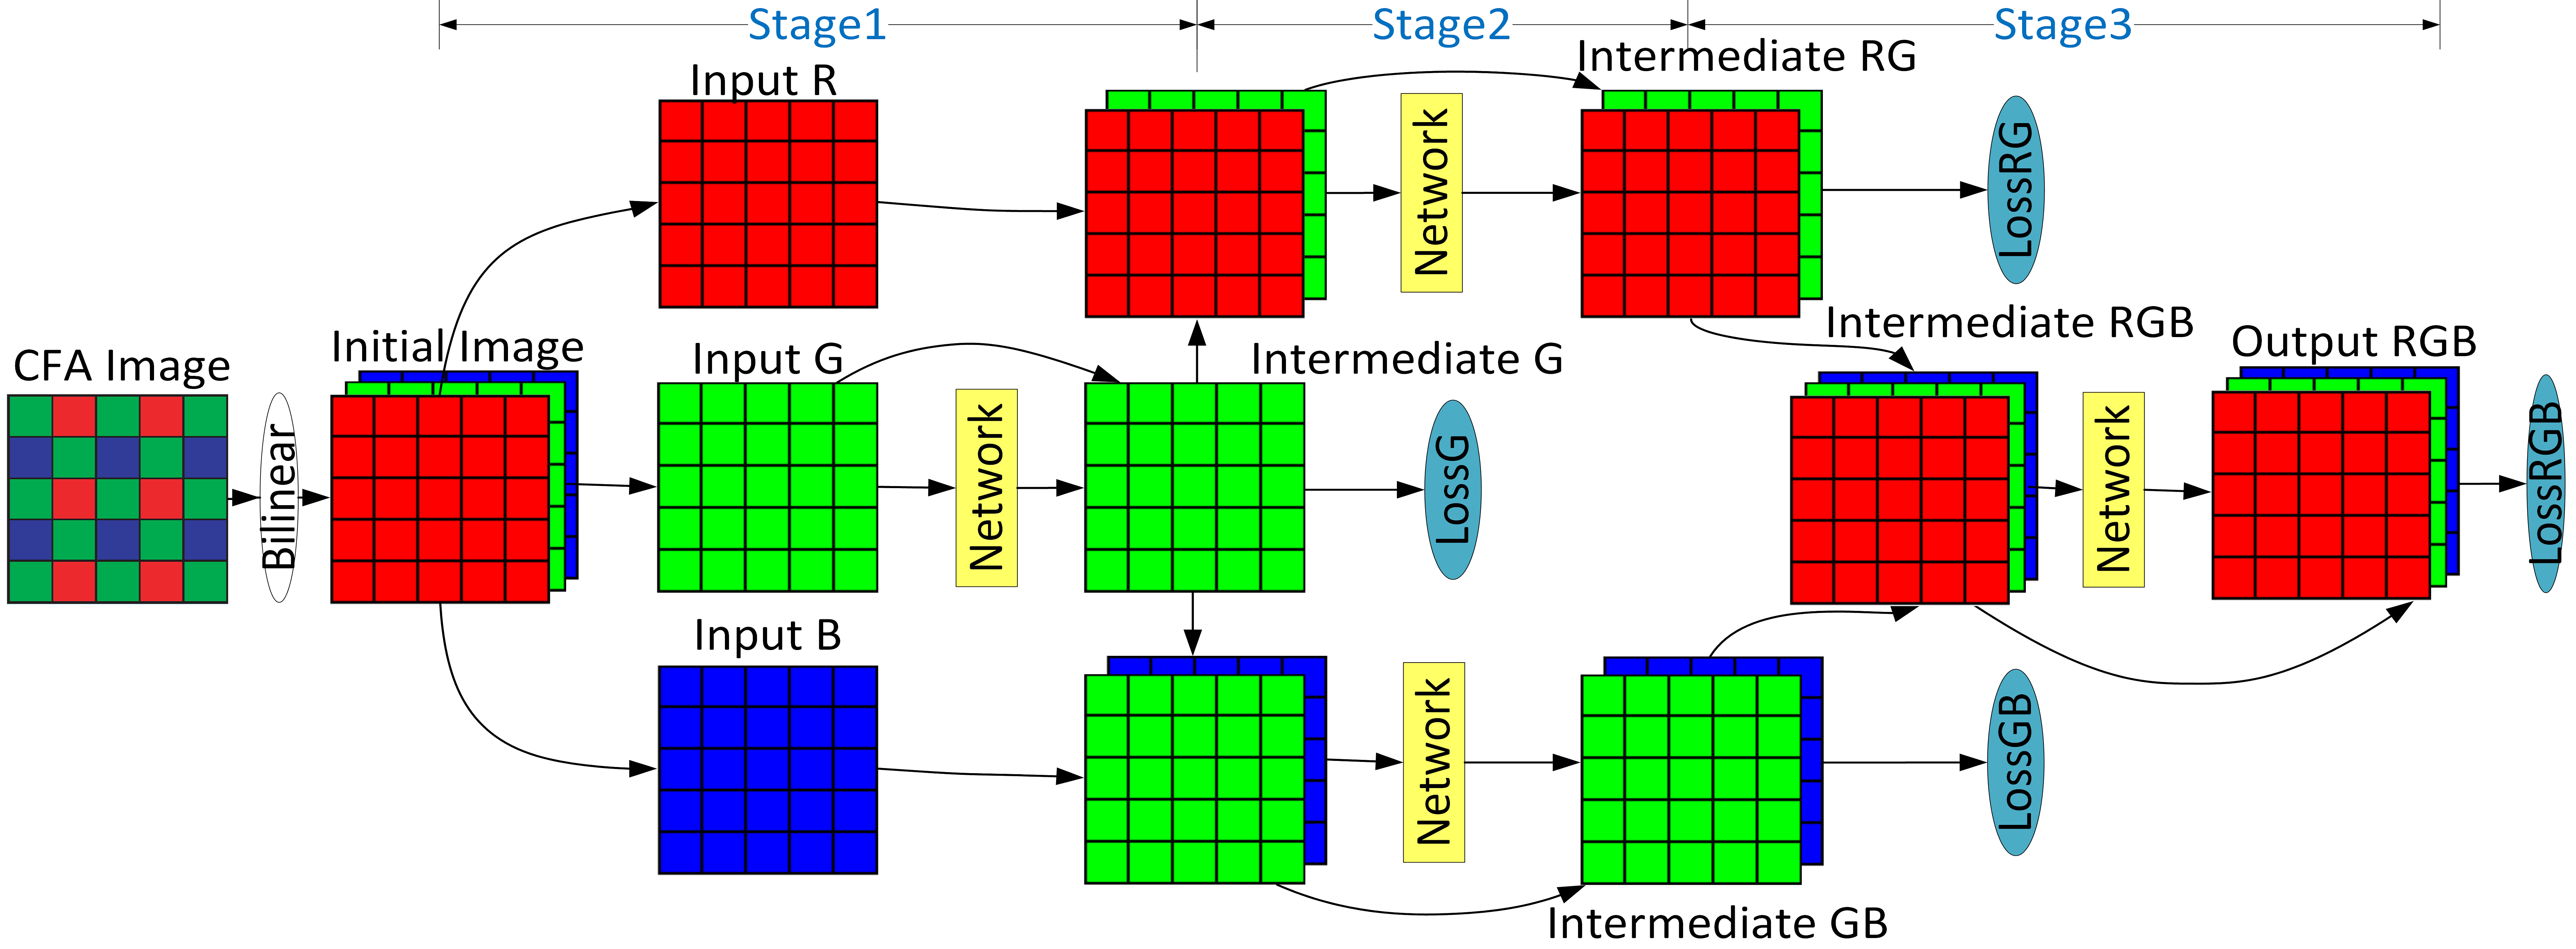 Stage1
Stage2
Stage3
Input R
Intermediate RG
Network
LossRG
CFA Image
Bilinear
Initial Image
Input G
Network
Intermediate G
LossG
Intermediate RGB
Network
Output RGB
LossRGB
Input B
Network
LossGB
Intermediate GB